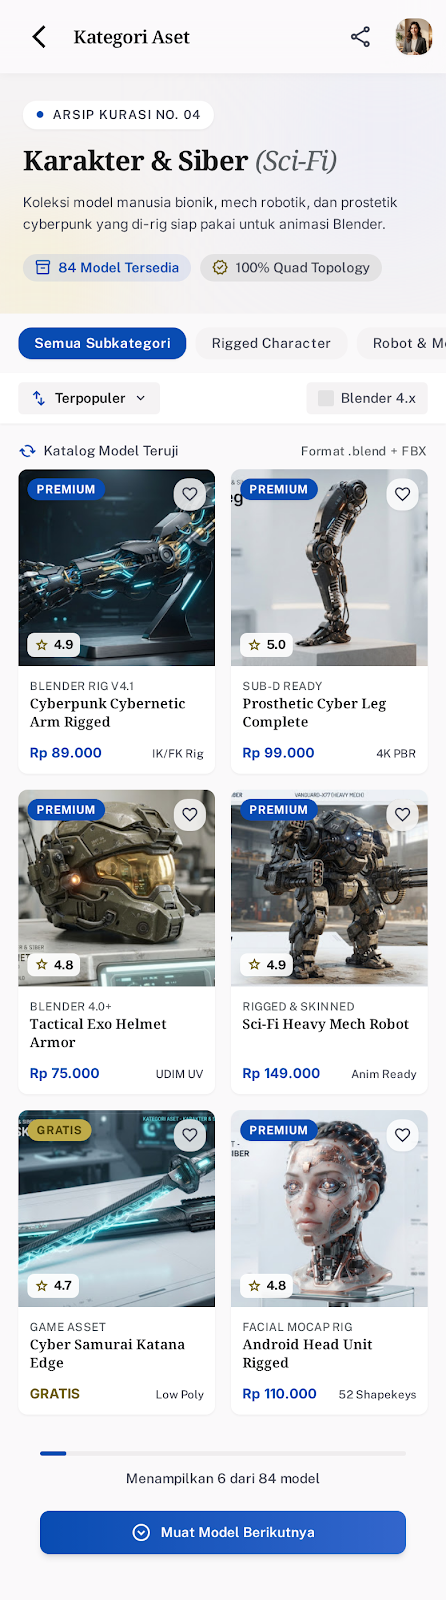 Kategori Aset
ARSIP KURASI NO. 04
Karakter & Siber (Sci-Fi)
Koleksi model manusia bionik, mech robotik, dan prostetik
cyberpunk yang di-rig siap pakai untuk animasi Blender.
84 Model Tersedia
100% Quad Topology
Semua Subkategori
Rigged Character
Robot & M
Terpopuler
Blender 4.x
Katalog Model Teruji
Format .blend + FBX
PREMIUM
4.9
BLENDER RIG V4.1
Cyberpunk Cybernetic
Arm Rigged
Rp 89.000
IK/FK Rig
PREMIUM
5.0
SUB-D READY
Prosthetic Cyber Leg
Complete
Rp 99.000
4K PBR
PREMIUM
4.8
BLENDER 4.0+
Tactical Exo Helmet
Armor
Rp 75.000
UDIM UV
VANGUARD-X77 (HEAVY MECH)
PREMIUM
4.9
RIGGED & SKINNED
Sci-Fi Heavy Mech Robot
Rp 149.000
Anim Ready
GRATIS
4.7
GAME ASSET
Cyber Samurai Katana
Edge
GRATIS
Low Poly
PREMIUM
4.8
FACIAL MOCAP RIG
Android Head Unit
Rigged
Rp 110.000
52 Shapekeys
Menampilkan 6 dari 84 model
Muat Model Berikutnya